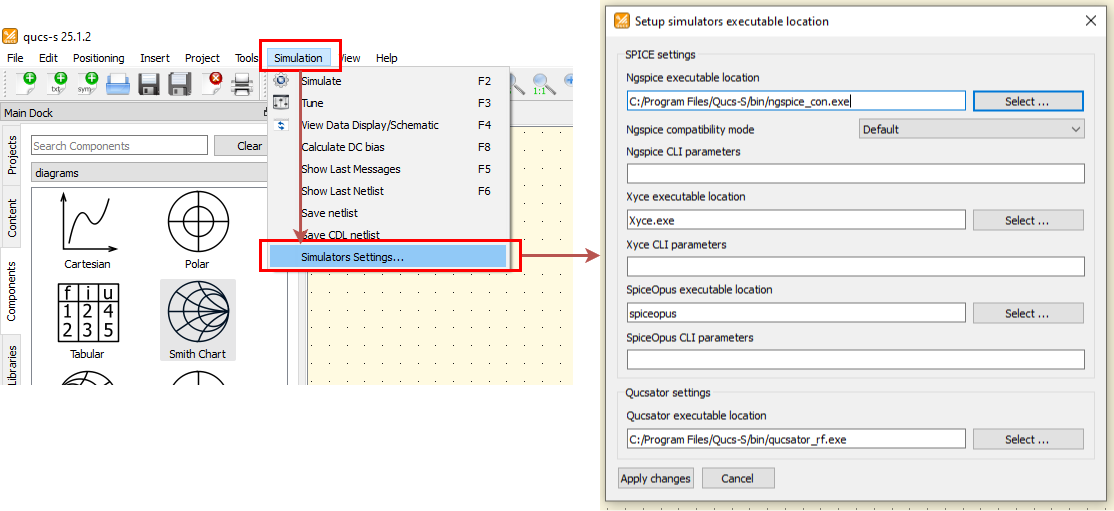 qucs-s 25.1.2
File Edit Positioning Insert Project Tools Simulation View Help
txt sym 1:1
Main Dock
Search Components Clear
diagrams
Projects
Content
Components
Libraries
Cartesian
Polar
f i u
1 2 4
2 3 5
Tabular
Smith Chart
Simulate F2
Tune F3
View Data Display/Schematic F4
Calculate DC bias F8
Show Last Messages F5
Show Last Netlist F6
Save netlist
Save CDL netlist
Simulators Settings...
Setup simulators executable location
SPICE settings
Ngspice executable location
C:/Program Files/Qucs-S/bin/ngspice_con.exe Select ...
Ngspice compatibility mode Default
Ngspice CLI parameters
Xyce executable location
Xyce.exe Select ...
Xyce CLI parameters
SpiceOpus executable location
spiceopus Select ...
SpiceOpus CLI parameters
Qucsator settings
Qucsator executable location
C:/Program Files/Qucs-S/bin/qucsator_rf.exe Select ...
Apply changes Cancel